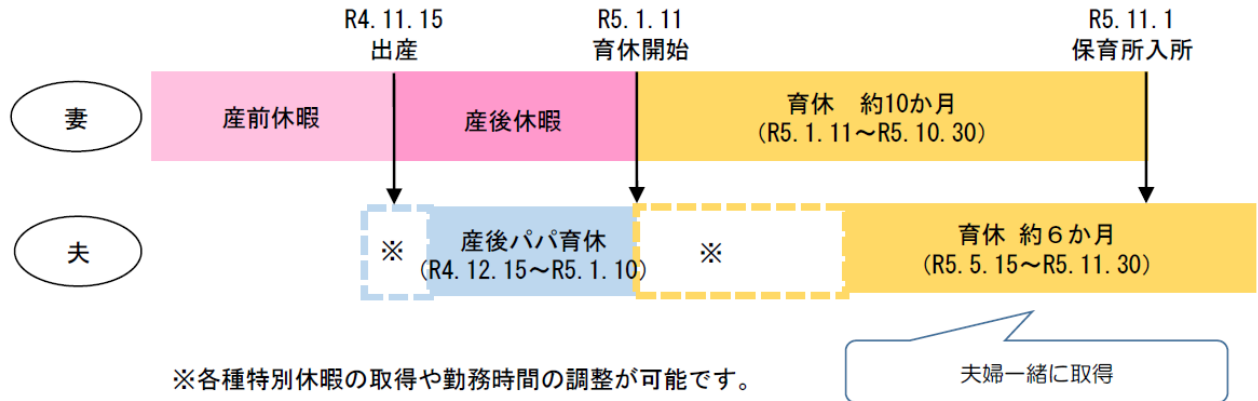 R4.11.15
出産
R5.1.11
育休開始
R5.11.1
保育所入所
妻
産前休暇
産後休暇
育休 約10か月
(R5.1.11～R5.10.30)
夫
※
産後パパ育休
(R4.12.15～R5.1.10)
※
育休 約６か月
(R5.5.15～R5.11.30)
※各種特別休暇の取得や勤務時間の調整が可能です。
夫婦一緒に取得